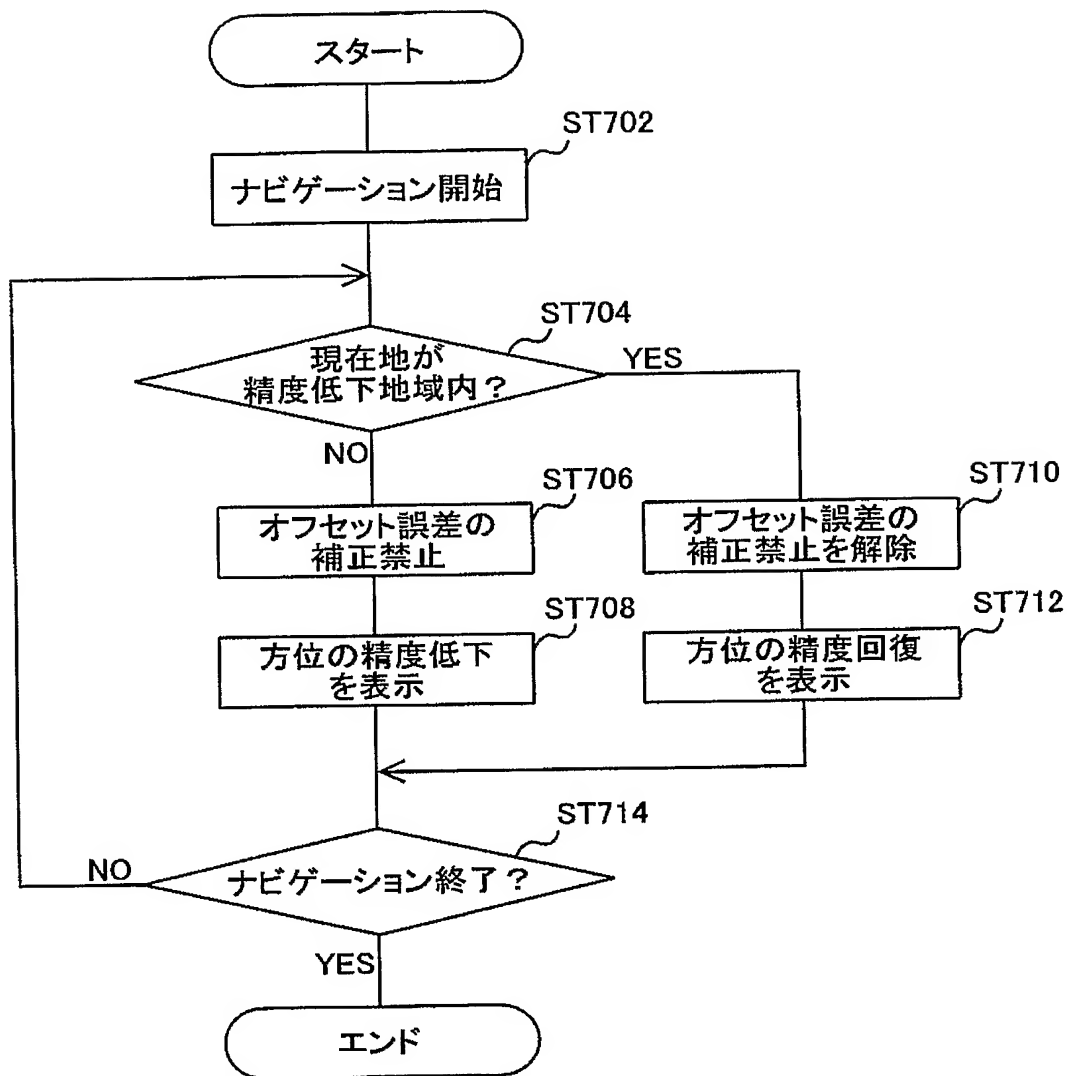 スタート
ST702
ナビゲーション開始
ST704
現在地が
精度低下地域内？
YES
NO
ST706
オフセット誤差の
補正禁止
ST710
オフセット誤差の
補正禁止を解除
ST708
方位の精度低下
を表示
ST712
方位の精度回復
を表示
ST714
ナビゲーション終了？
NO
YES
エンド